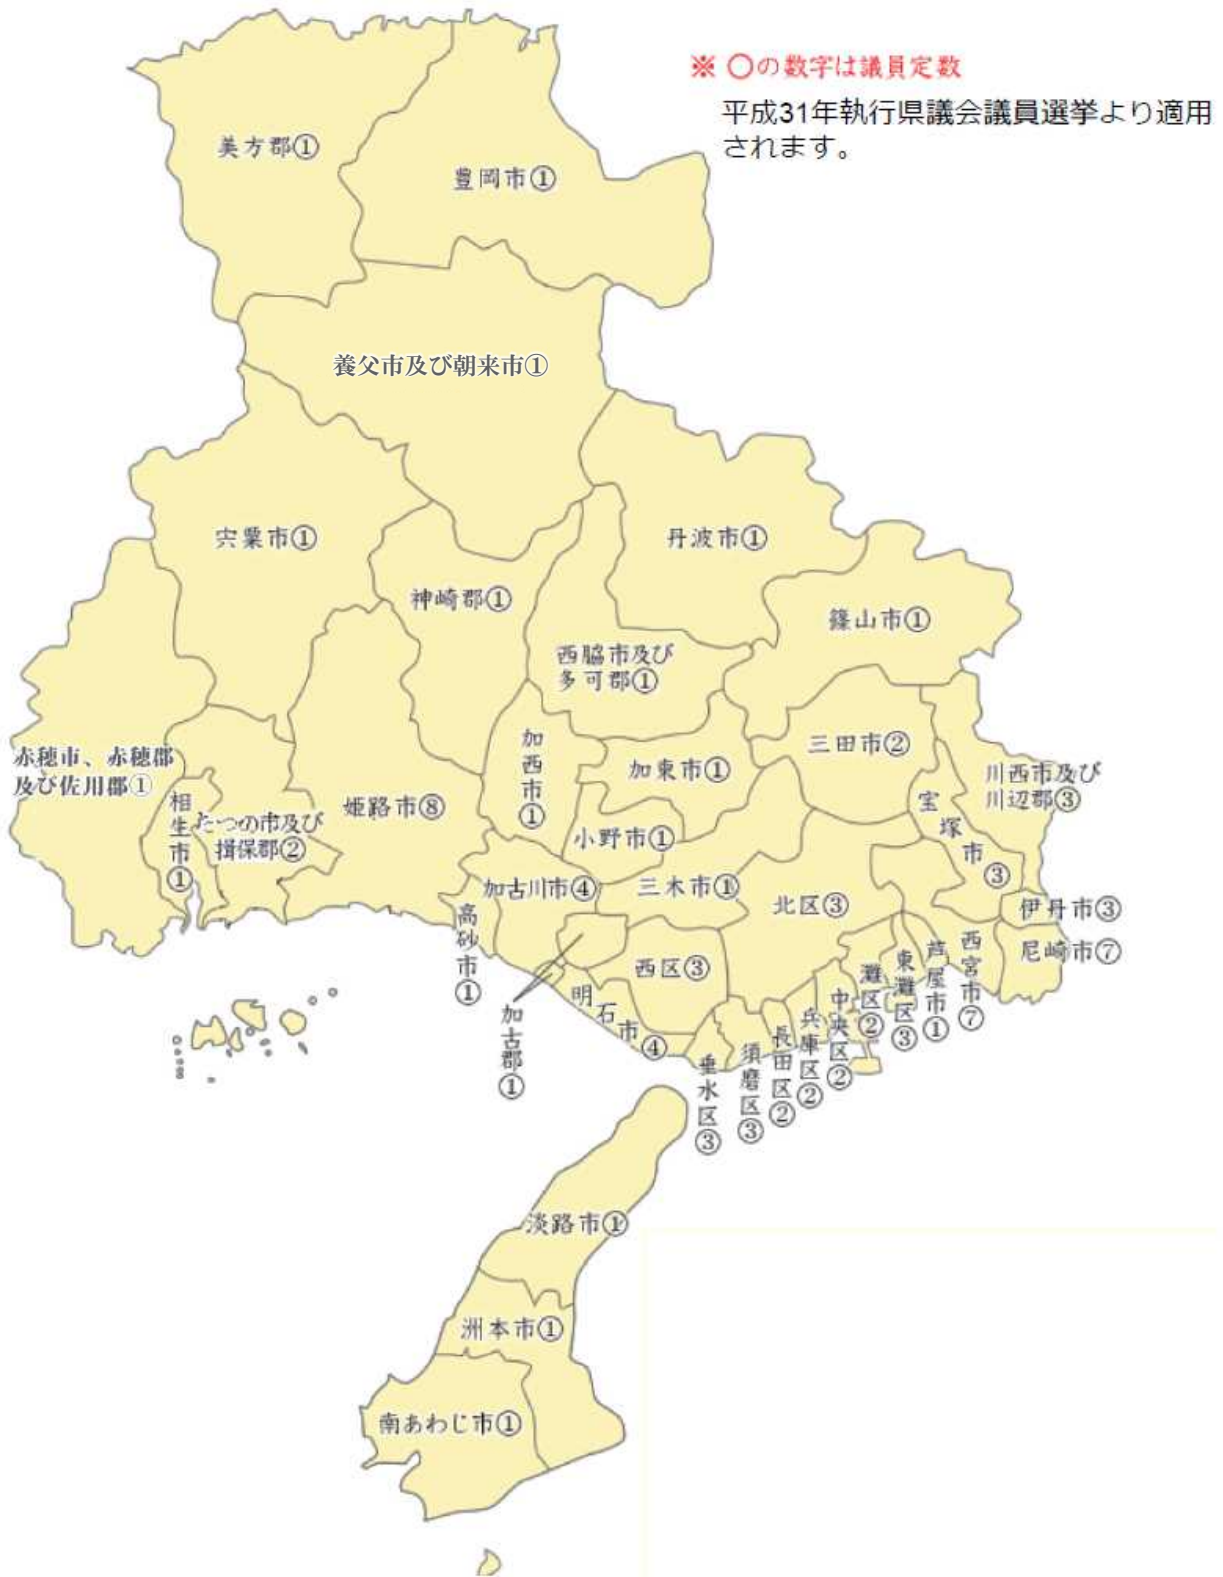 ※ ○の数字は議員定数
平成31年執行県議会議員選挙より適用
されます。
美方郡①
豊岡市①
養父市及び朝来市①
宍粟市①
丹波市①
神崎郡①
篠山市①
西脇市及び
多可郡①
赤穂市、赤穂郡
及び佐用郡①
相生市①
たつの市及び
揖保郡②
姫路市⑧
加西市①
加東市①
三田市②
川西市及び
川辺郡③
宝塚市③
小野市①
加古川市④
三木市①
北区③
伊丹市③
尼崎市⑦
高砂市①
西区③
明石市④
加古郡①
垂水区③
須磨区③
長田区②
兵庫区②
中央区②
灘区②
東灘区③
芦屋市①
西宮市⑦
淡路市①
洲本市①
南あわじ市①